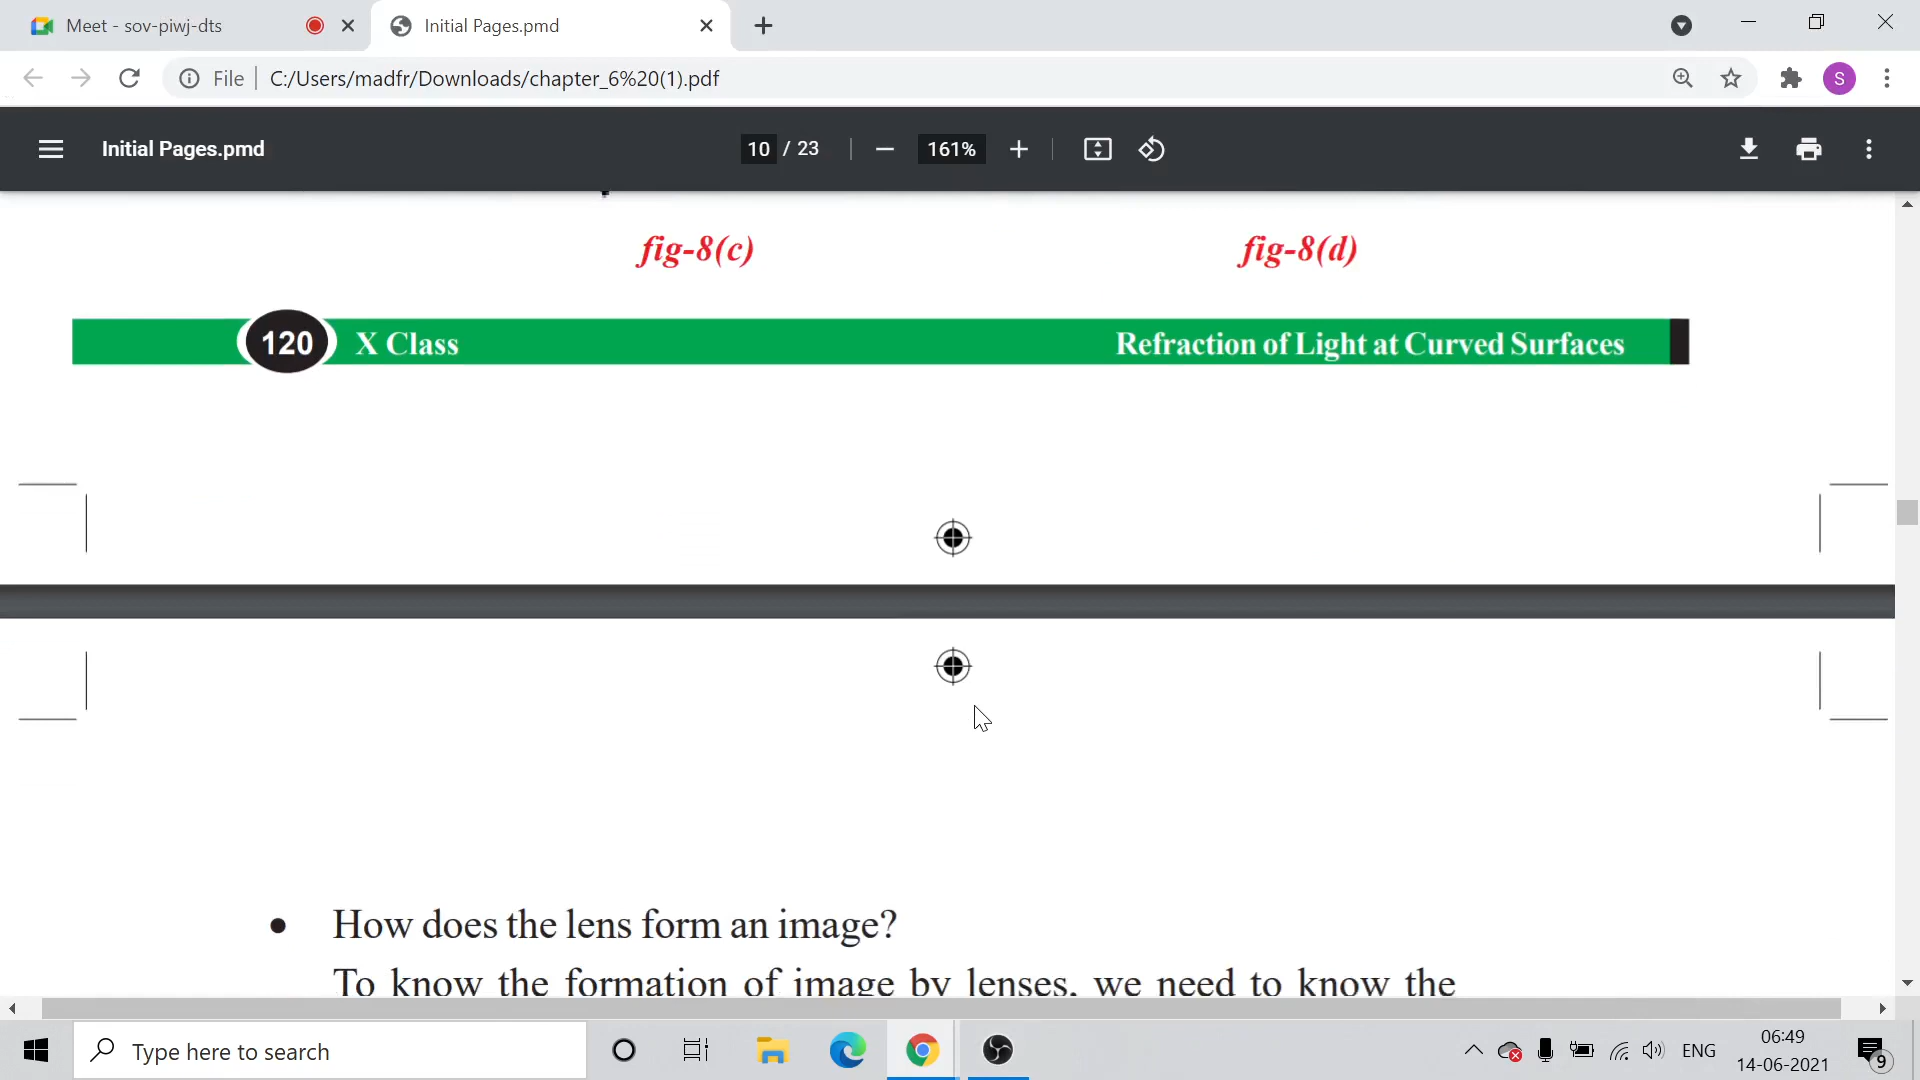 Meet - sov-piwj-dts
Initial Pages.pmd
File C:/Users/madfr/Downloads/chapter_6%20(1).pdf
S
Initial Pages.pmd
10 / 23
161%
fig-8(c)
fig-8(d)
120 X Class
Refraction of Light at Curved Surfaces
• How does the lens form an image?
To know the formation of image by lenses, we need to know the
Type here to search
ENG
06:49
14-06-2021
9